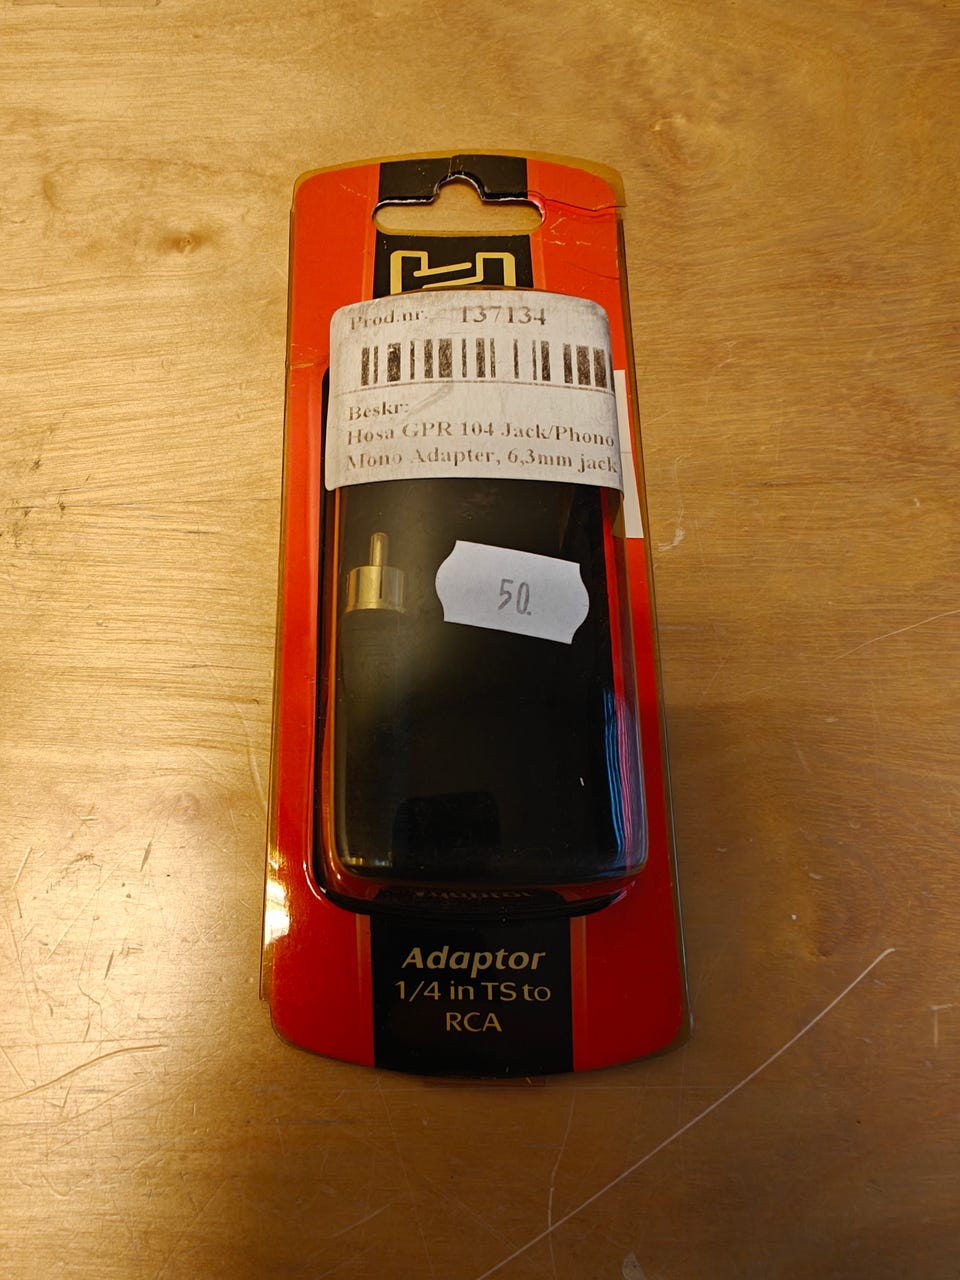 Prod.nr. 137134
Beskr:
Hosa GPR 104 Jack/Phono
Mono Adapter, 6,3mm jack
50.
Adaptor
Adaptor
1/4 in TS to
RCA